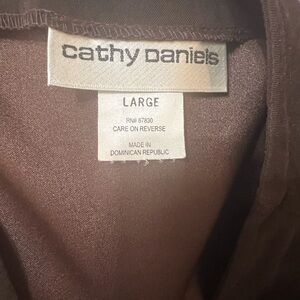 cathy Daniels
LARGE
RN# 67830
CARE ON REVERSE
MADE IN
DOMINICAN REPUBLIC